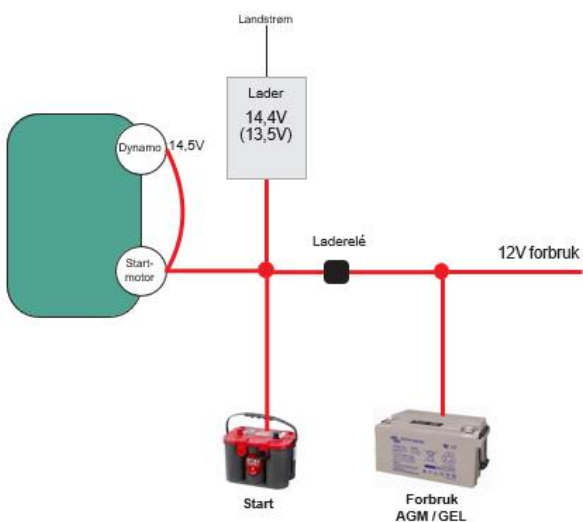 Landstrøm
Lader
14,4V
(13,5V)
Dynamo
14,5V
Start-
motor
Laderelé
12V forbruk
Start
Forbruk
AGM / GEL